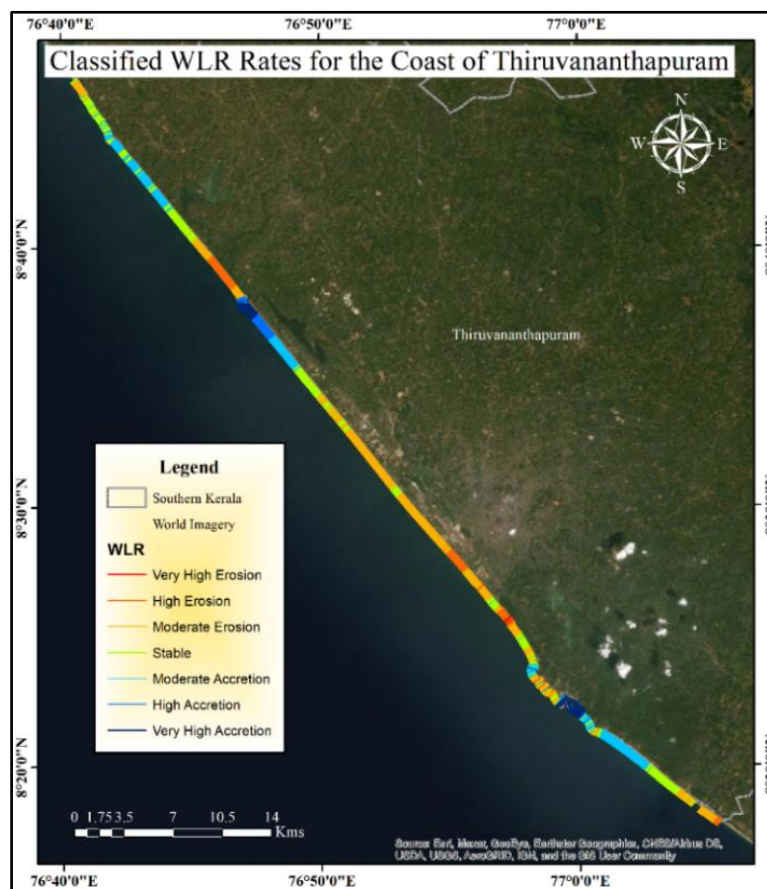 76°40'0"E 76°50'0"E 77°0'0"E
Classified WLR Rates for the Coast of Thiruvananthapuram
N
W E
S
8°40'0"N
Thiruvananthapuram
8°30'0"N
Legend
Southern Kerala
World Imagery
WLR
Very High Erosion
High Erosion
Moderate Erosion
Stable
Moderate Accretion
High Accretion
Very High Accretion
8°20'0"N
0 1.75 3.5 7 10.5 14
Kms
Source: Esri, Maxar, GeoEye, Earthstar Geographics, CNES/Airbus DS,
USDA, USGS, AeroGRID, IGN, and the GIS User Community
76°40'0"E 76°50'0"E 77°0'0"E